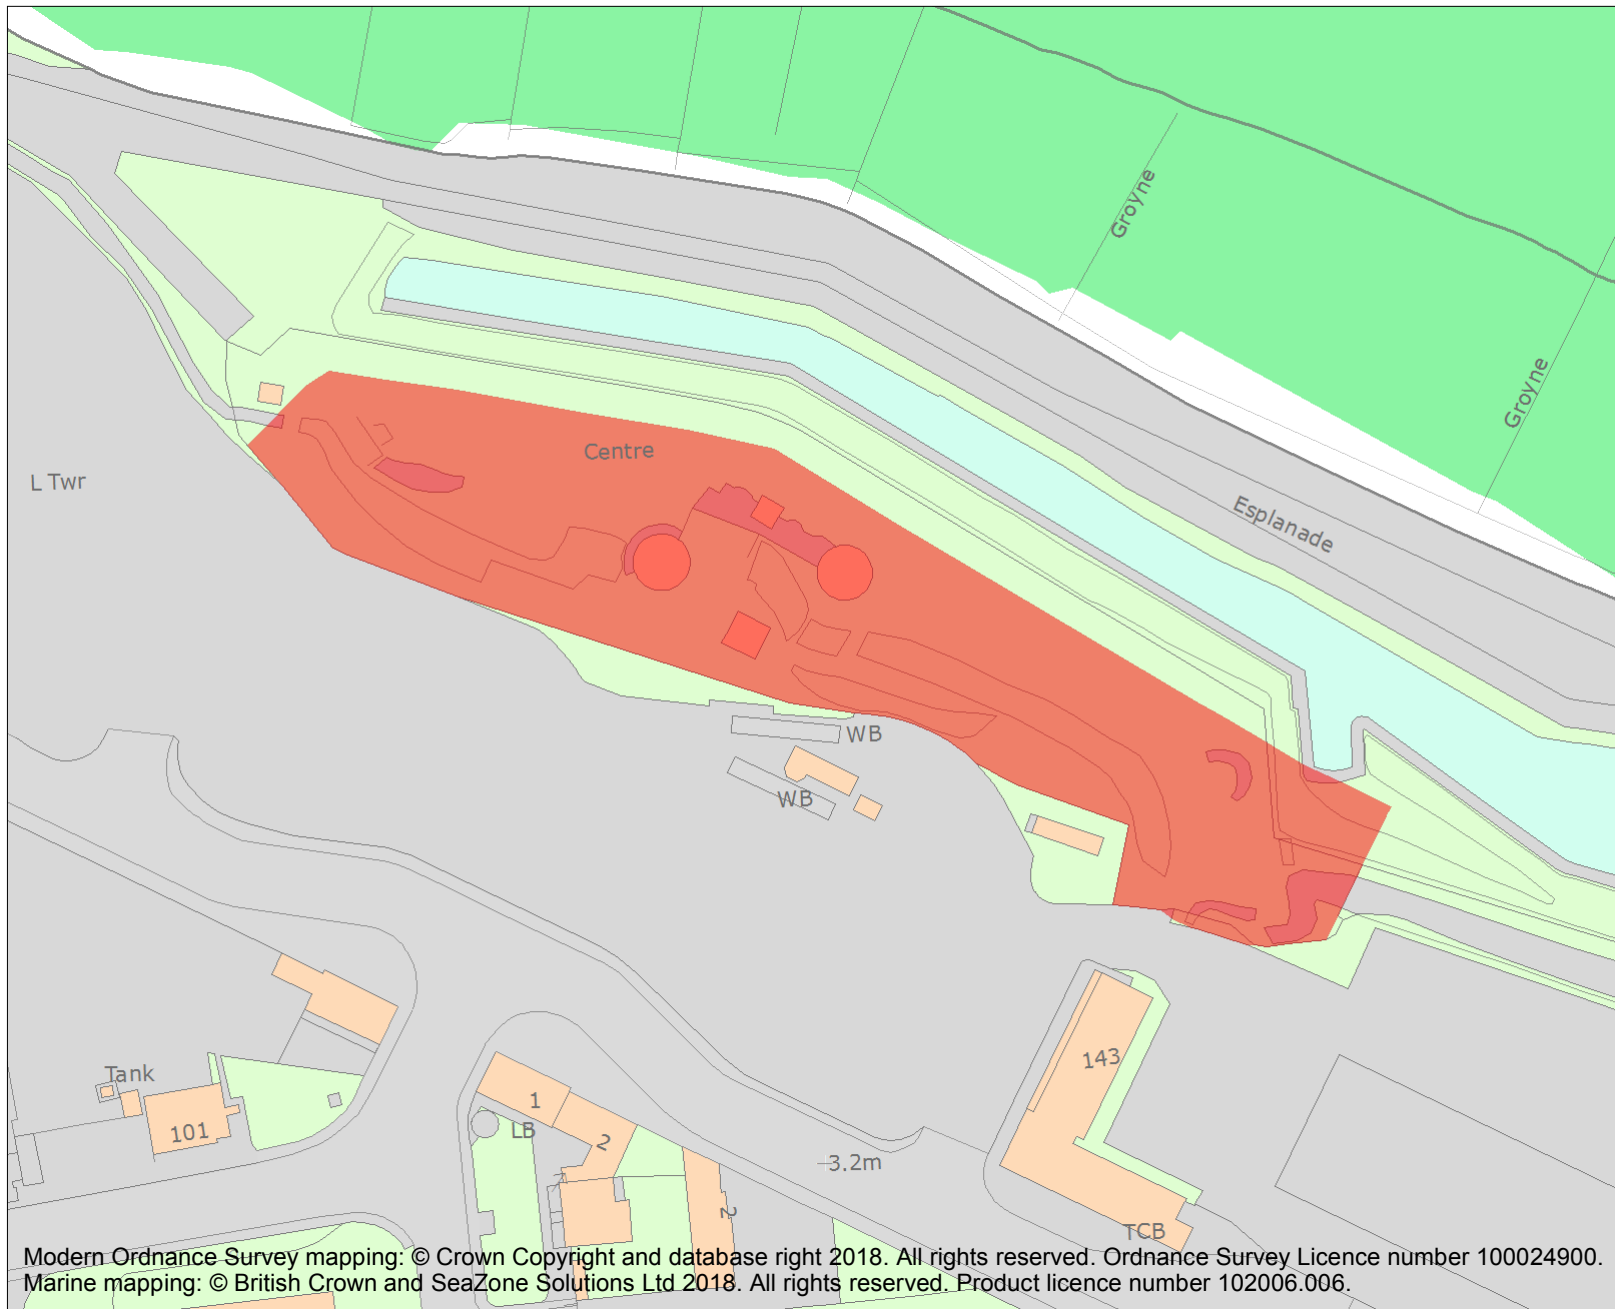 Groyne
Groyne
Centre
L Twr
Esplanade
WB
WB
143
Tank
101
1
LB
2
2
3.2m
TCB
Modern Ordnance Survey mapping: © Crown Copyright and database right 2018. All rights reserved. Ordnance Survey Licence number 100024900.
Marine mapping: © British Crown and SeaZone Solutions Ltd 2018. All rights reserved. Product licence number 102006.006.